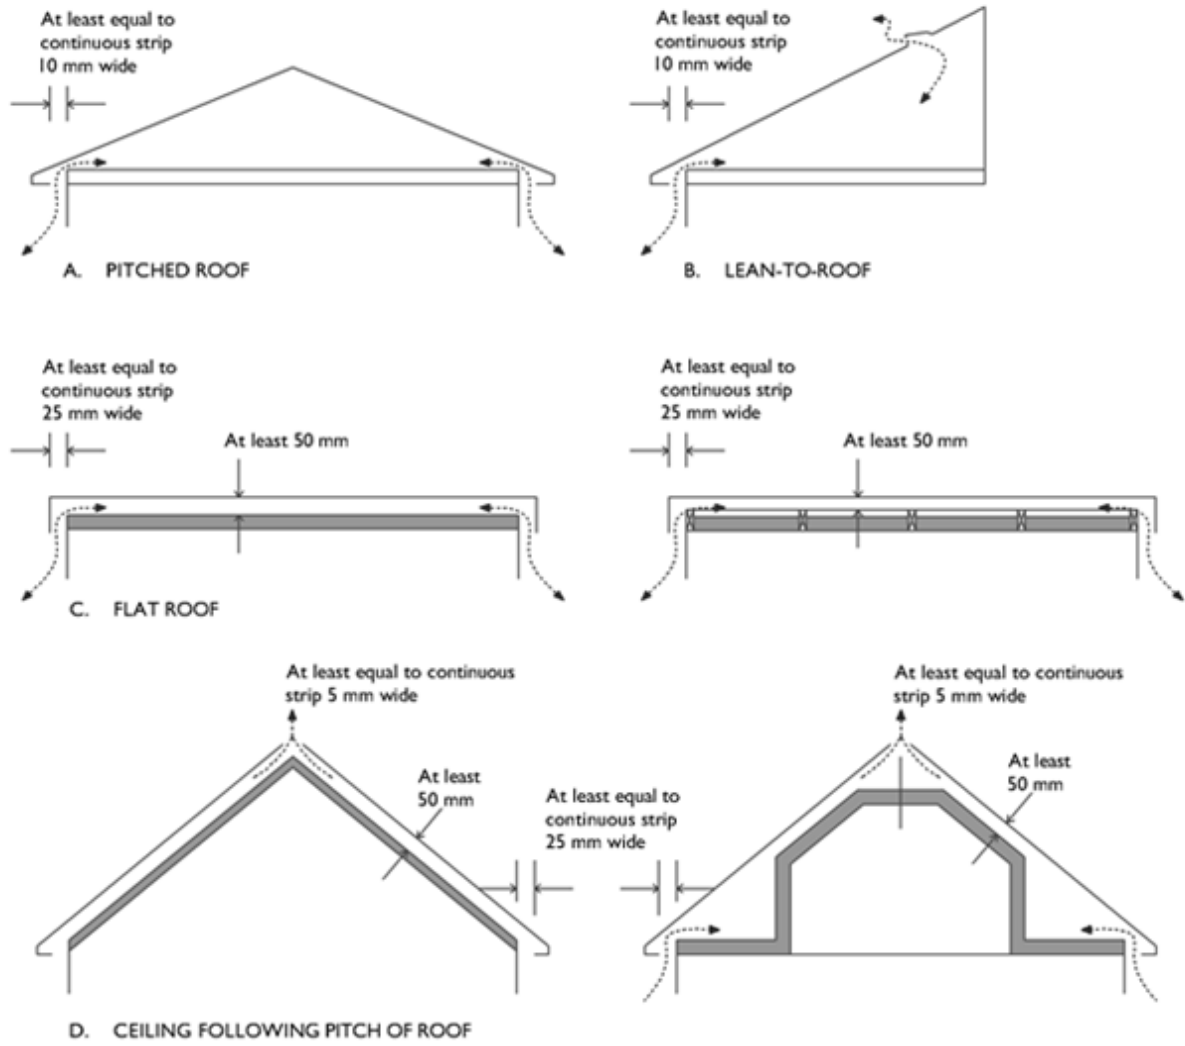 At least equal to
continuous strip
10 mm wide
A. PITCHED ROOF
At least equal to
continuous strip
10 mm wide
B. LEAN-TO-ROOF
At least equal to
continuous strip
25 mm wide
At least 50 mm
C. FLAT ROOF
At least equal to
continuous strip
25 mm wide
At least 50 mm
At least equal to continuous
strip 5 mm wide
At least
50 mm
At least equal to
continuous strip
25 mm wide
At least equal to continuous
strip 5 mm wide
At least
50 mm
D. CEILING FOLLOWING PITCH OF ROOF